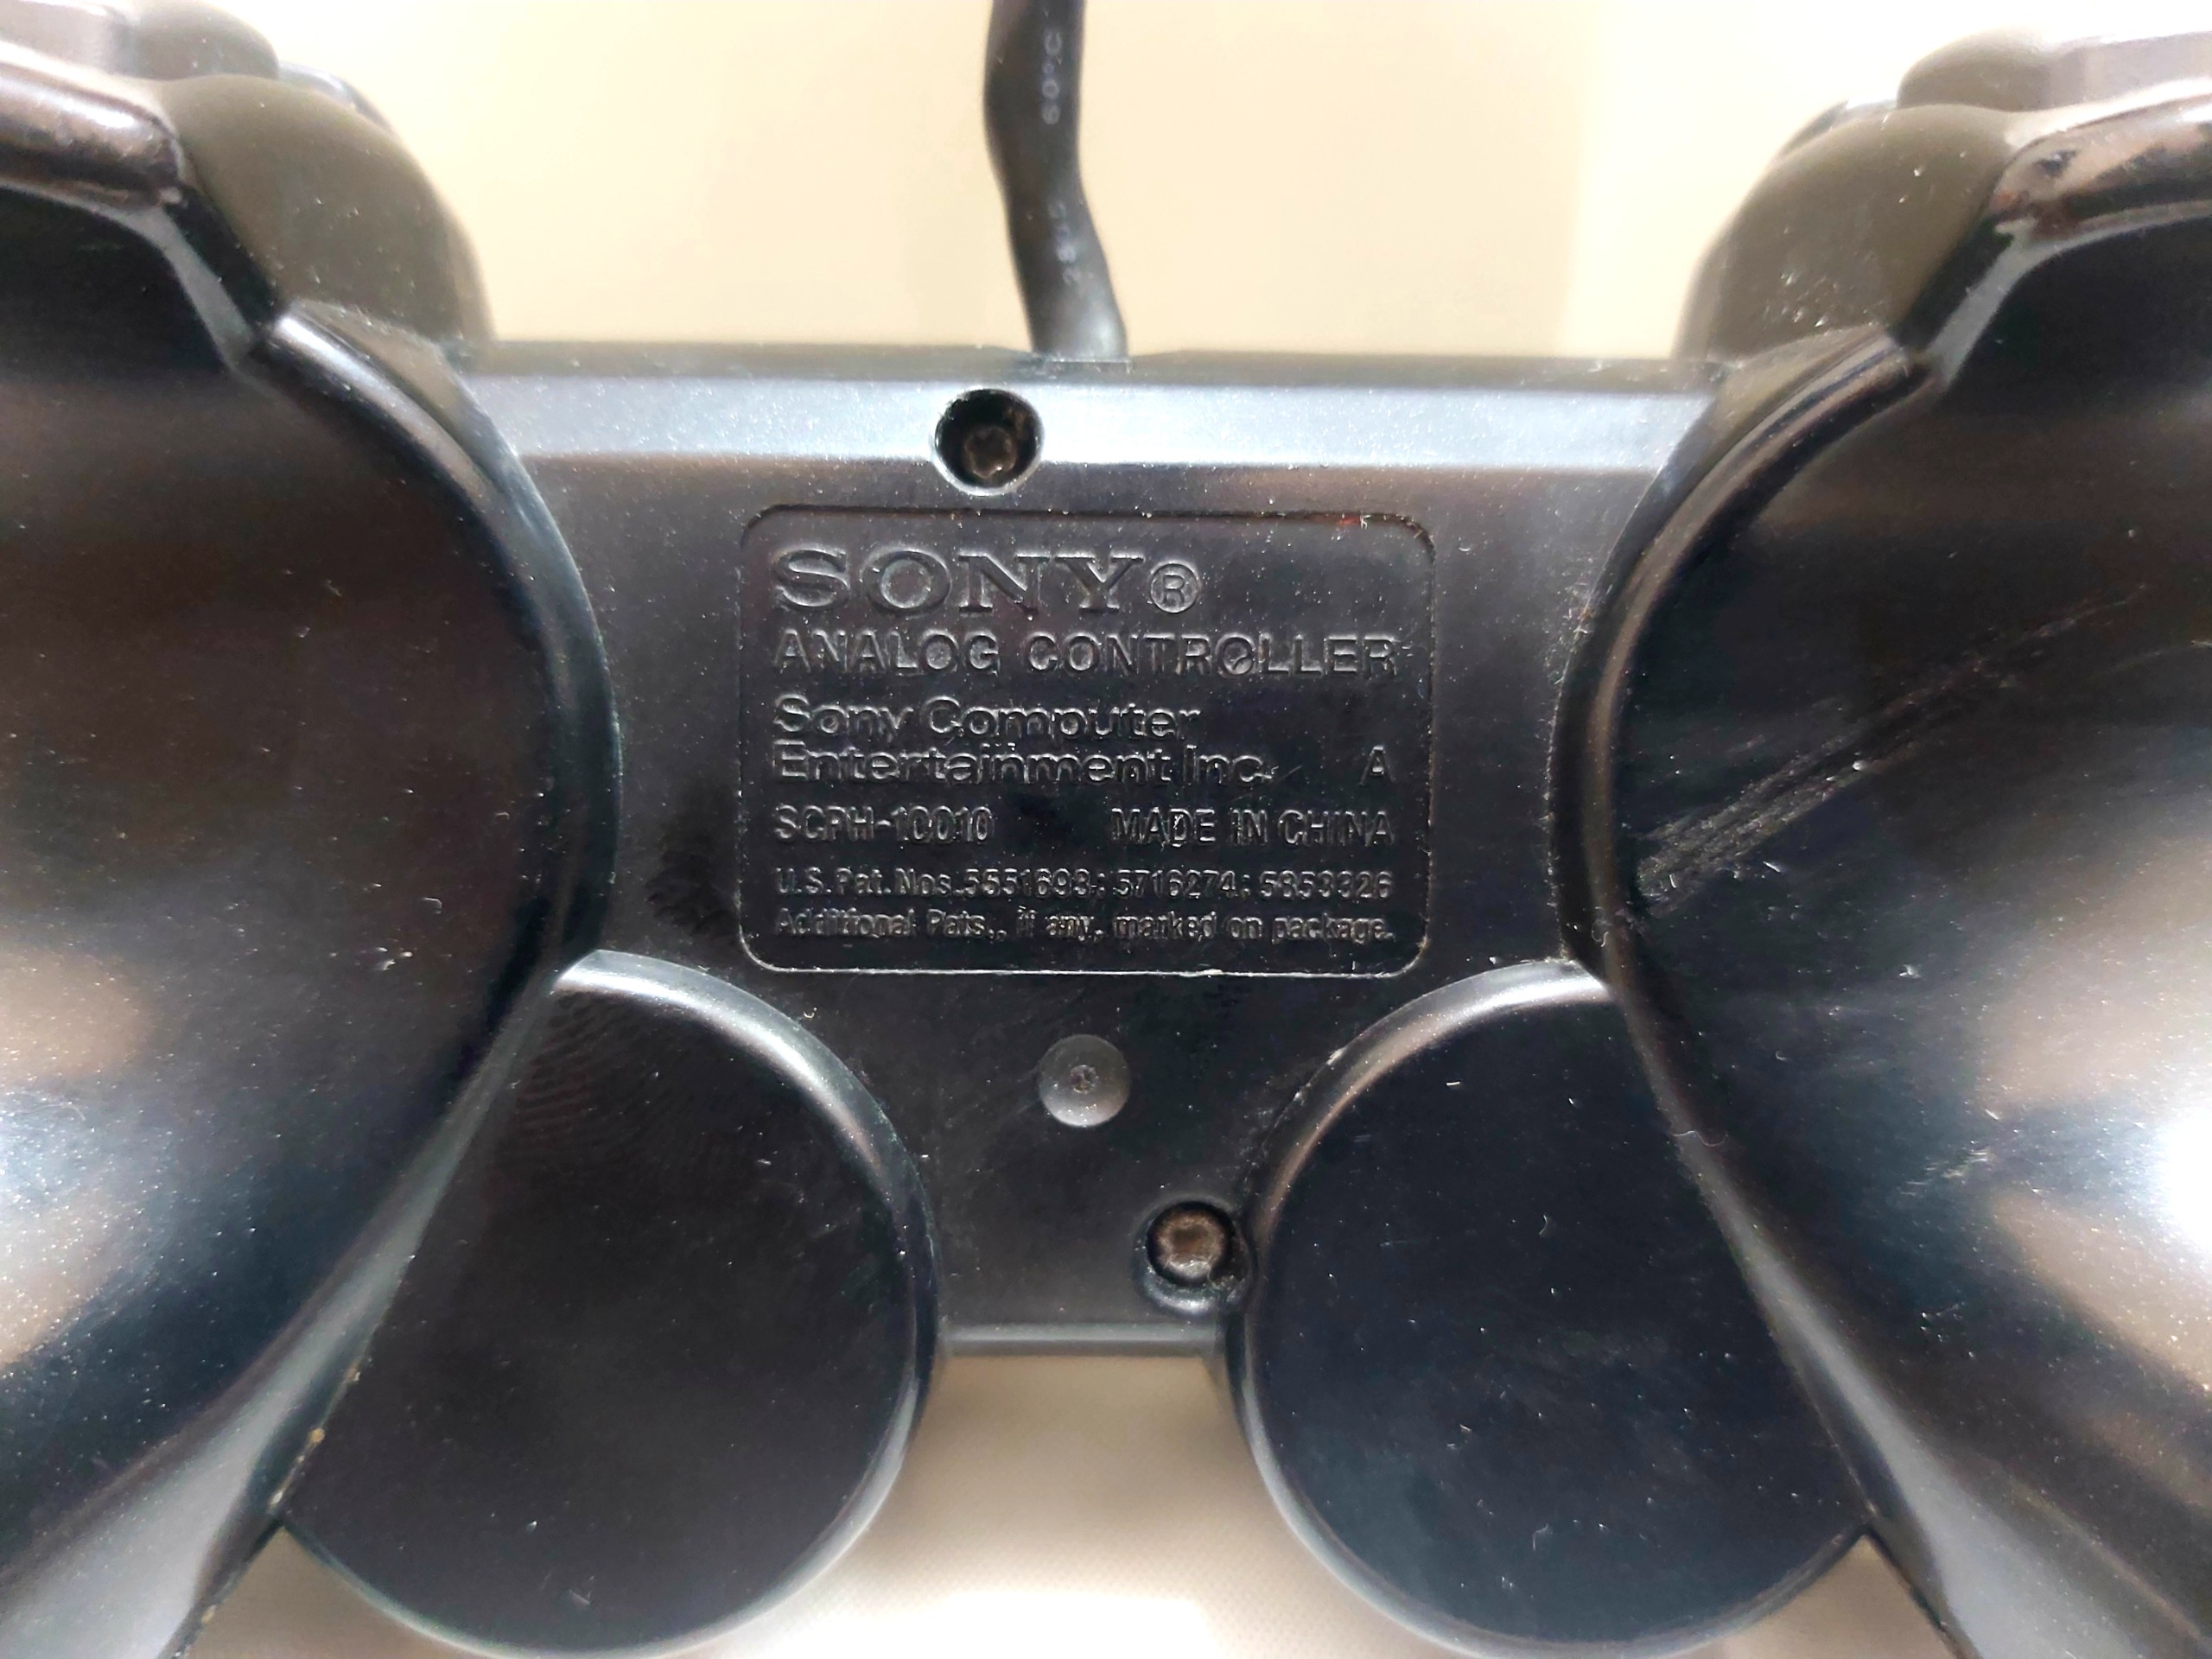 60°C
SONY®
ANALOG CONTROLLER
Sony Computer
Entertainment Inc. A
SCPH-10010 MADE IN CHINA
U.S. Pat. Nos. 5551693; 5716274; 5853326
Additional Pats., if any, marked on package.